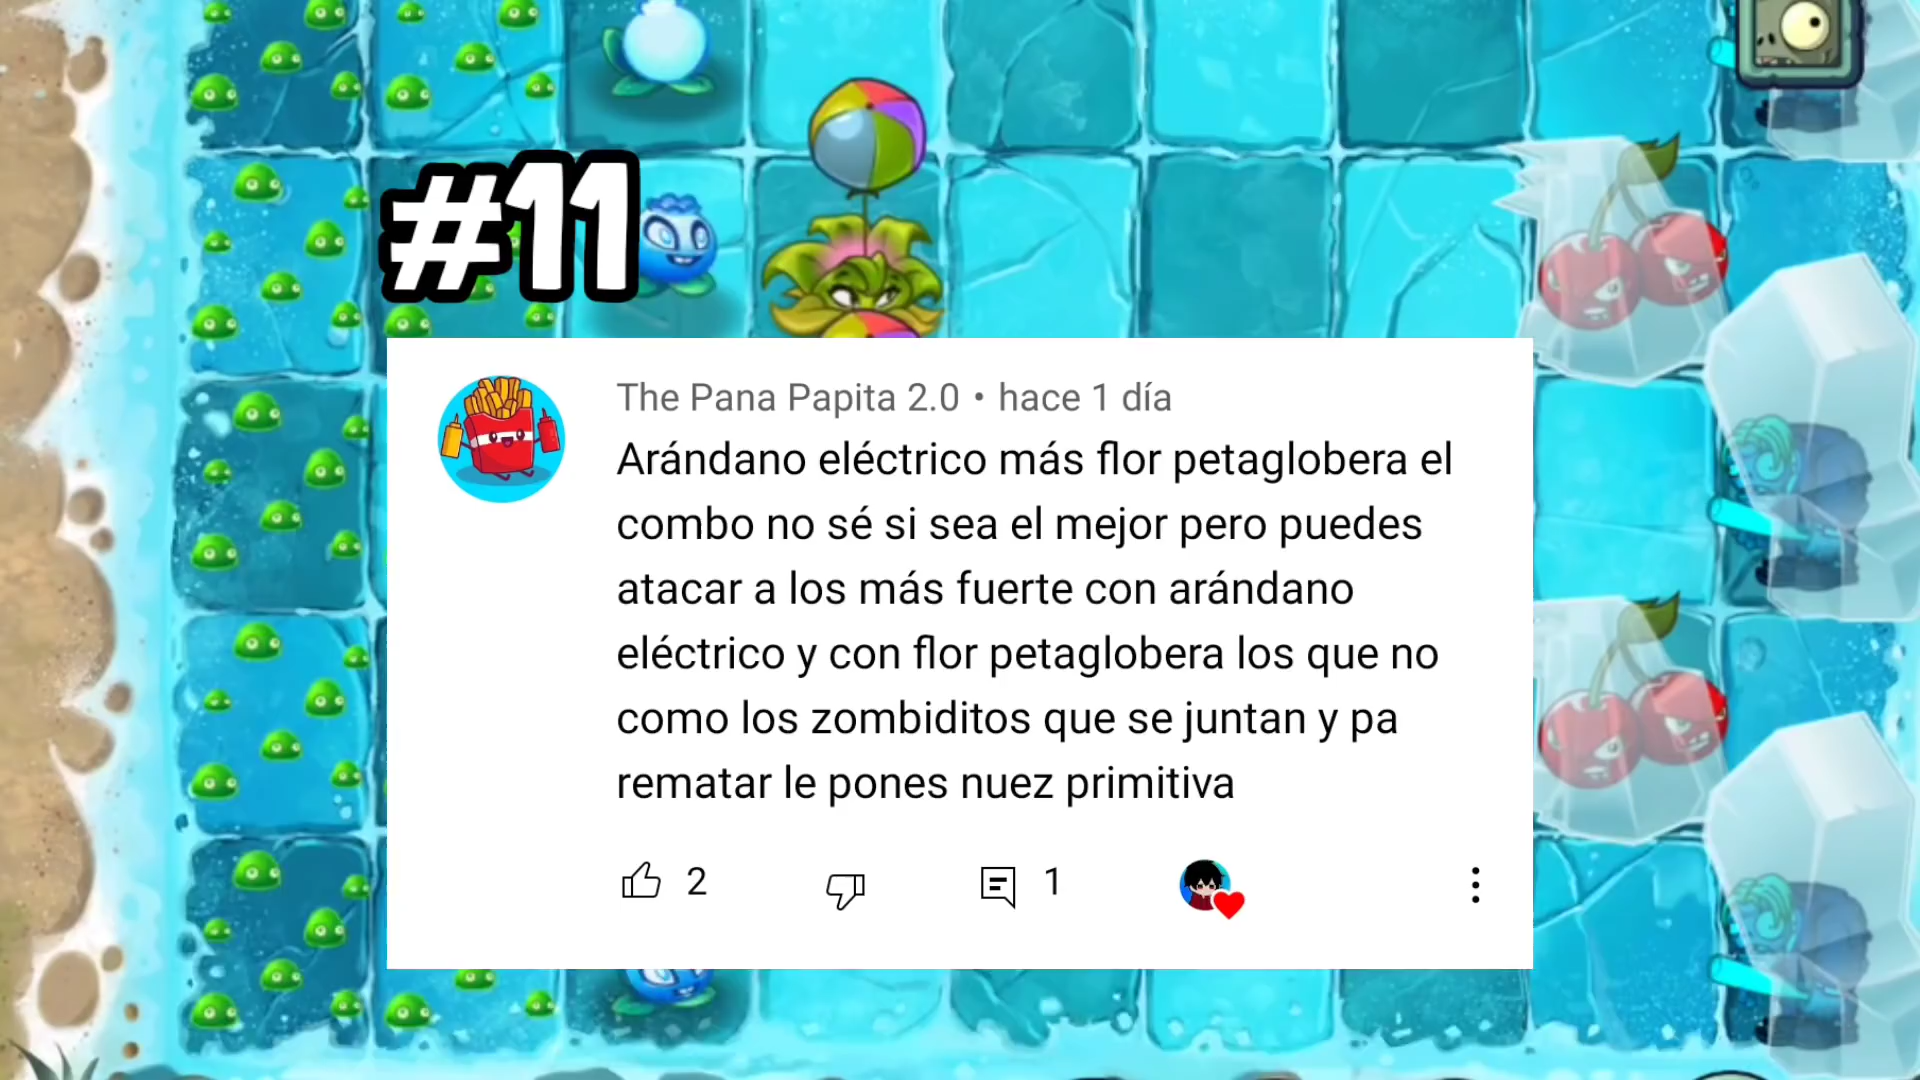 #11
The Pana Papita 2.0 • hace 1 día
Arándano eléctrico más flor petaglobera el
combo no sé si sea el mejor pero puedes
atacar a los más fuerte con arándano
eléctrico y con flor petaglobera los que no
como los zombiditos que se juntan y pa
rematar le pones nuez primitiva
2 1